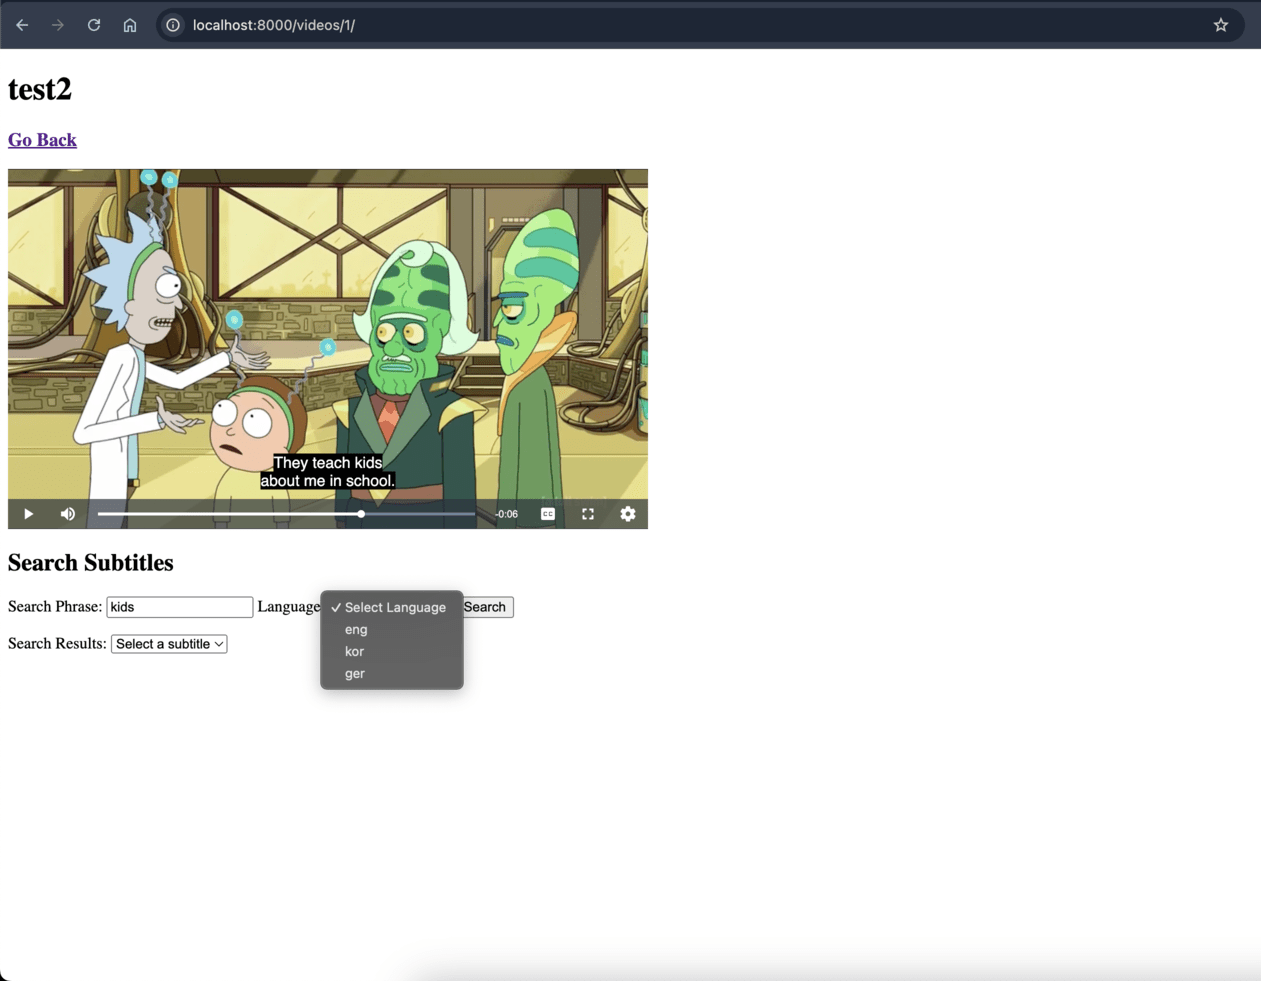 localhost:8000/videos/1/
test2
Go Back
They teach kids
about me in school.
-0:06
CC
Search Subtitles
Search Phrase: kids Language ✓ Select Language Search
eng
Search Results: Select a subtitle
kor
ger